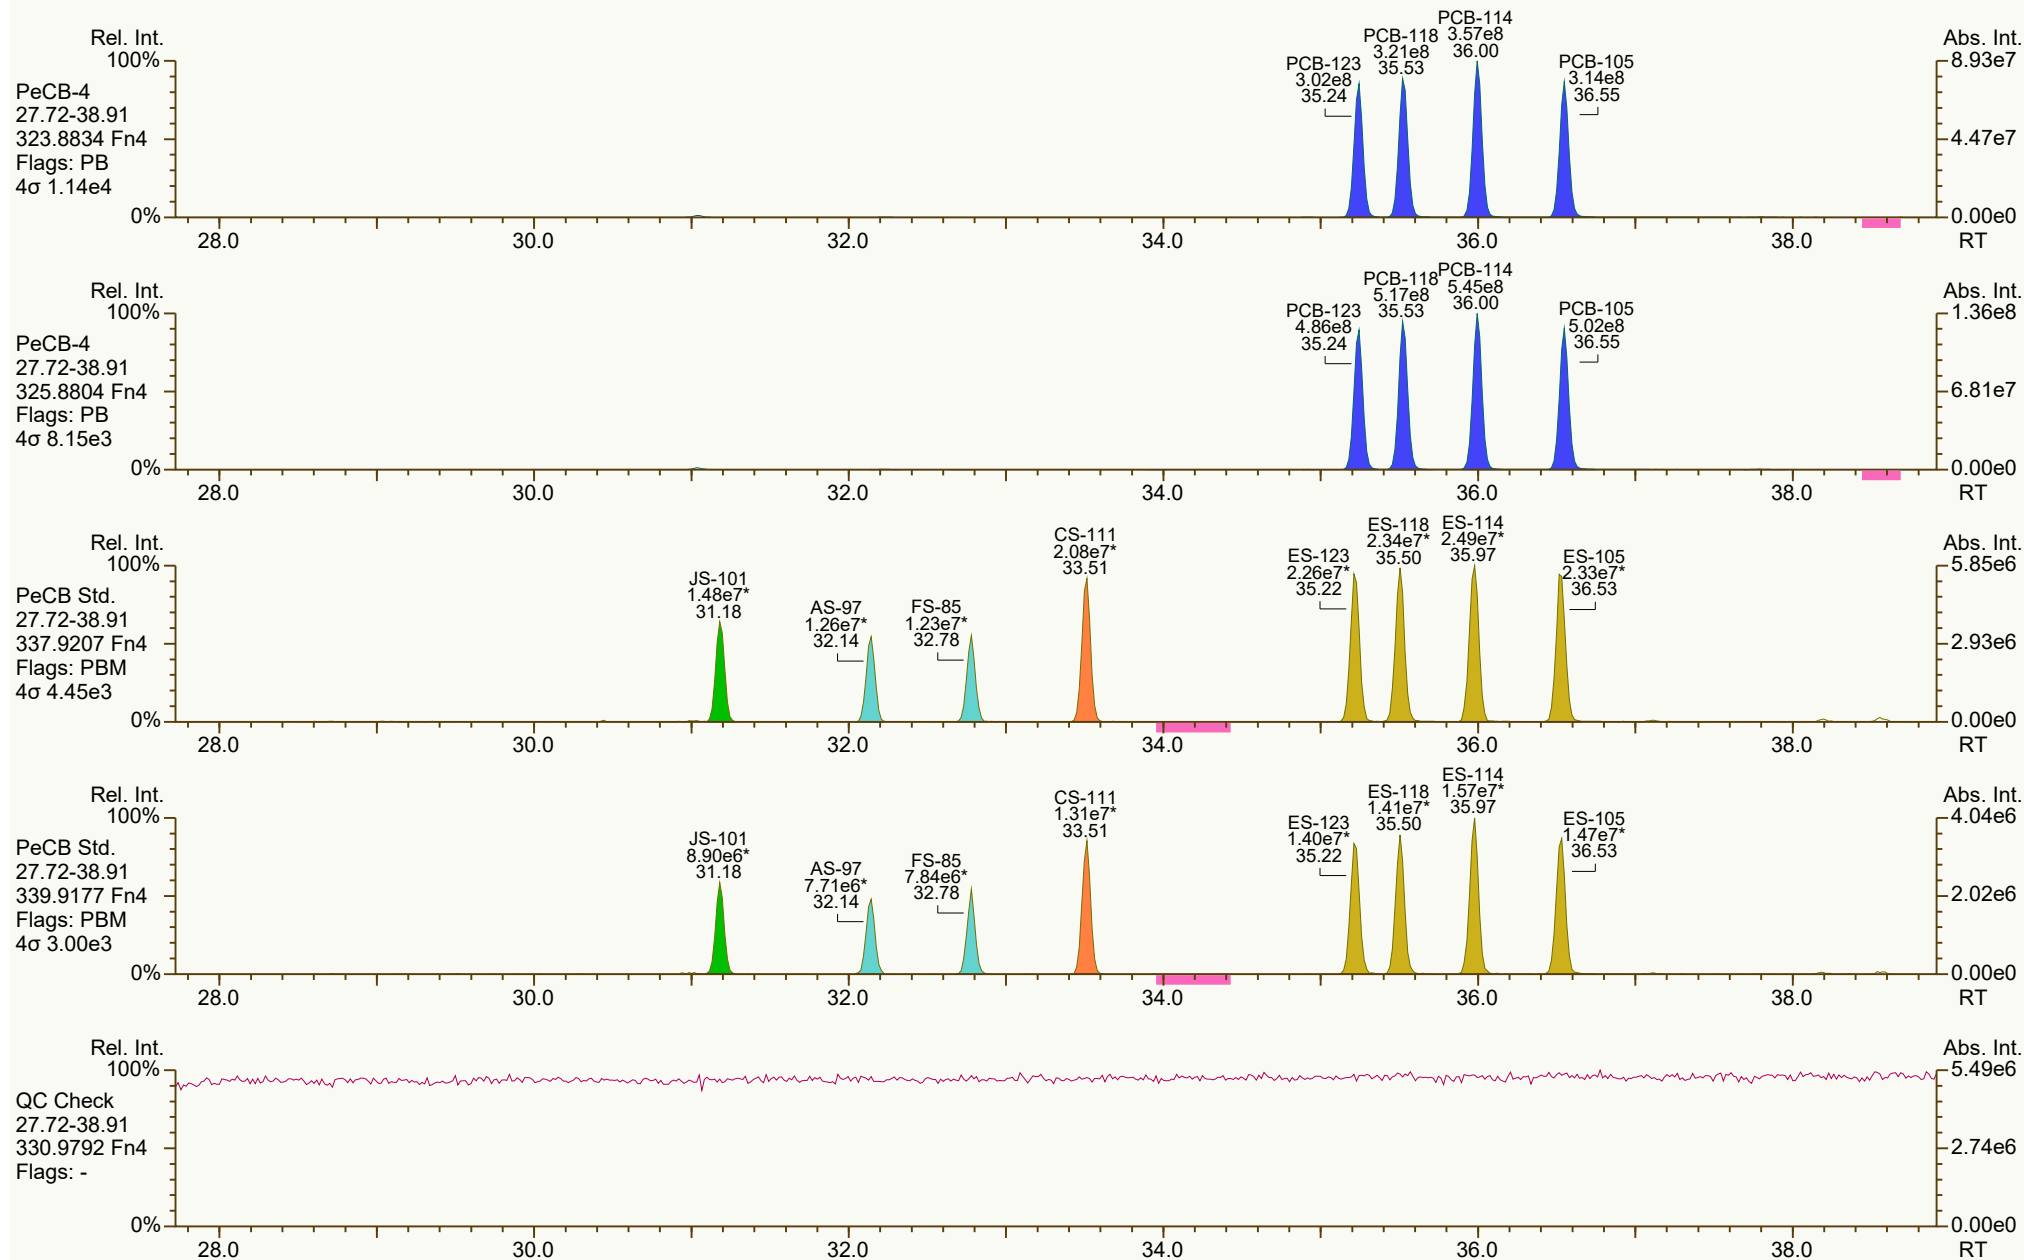 PeCB-4
27.72-38.91
323.8834 Fn4
Flags: PB
4σ 1.14e4
Rel. Int.
100%
0%
PCB-123
3.02e8
35.24
PCB-118
3.21e8
35.53
PCB-114
3.57e8
36.00
PCB-105
3.14e8
36.55
Abs. Int.
8.93e7
4.47e7
0.00e0
28.0 30.0 32.0 34.0 36.0 38.0 RT
PeCB-4
27.72-38.91
325.8804 Fn4
Flags: PB
4σ 8.15e3
Rel. Int.
100%
0%
PCB-123
4.86e8
35.24
PCB-118
5.17e8
35.53
PCB-114
5.45e8
36.00
PCB-105
5.02e8
36.55
Abs. Int.
1.36e8
6.81e7
0.00e0
28.0 30.0 32.0 34.0 36.0 38.0 RT
PeCB Std.
27.72-38.91
337.9207 Fn4
Flags: PBM
4σ 4.45e3
Rel. Int.
100%
0%
JS-101
1.48e7*
31.18
AS-97
1.26e7*
32.14
FS-85
1.23e7*
32.78
CS-111
2.08e7*
33.51
ES-123
2.26e7*
35.22
ES-118
2.34e7*
35.50
ES-114
2.49e7*
35.97
ES-105
2.33e7*
36.53
Abs. Int.
5.85e6
2.93e6
0.00e0
28.0 30.0 32.0 34.0 36.0 38.0 RT
PeCB Std.
27.72-38.91
339.9177 Fn4
Flags: PBM
4σ 3.00e3
Rel. Int.
100%
0%
JS-101
8.90e6*
31.18
AS-97
7.71e6*
32.14
FS-85
7.84e6*
32.78
CS-111
1.31e7*
33.51
ES-123
1.40e7*
35.22
ES-118
1.41e7*
35.50
ES-114
1.57e7*
35.97
ES-105
1.47e7*
36.53
Abs. Int.
4.04e6
2.02e6
0.00e0
28.0 30.0 32.0 34.0 36.0 38.0 RT
QC Check
27.72-38.91
330.9792 Fn4
Flags: -
Rel. Int.
100%
0%
Abs. Int.
5.49e6
2.74e6
0.00e0
28.0 30.0 32.0 34.0 36.0 38.0 RT